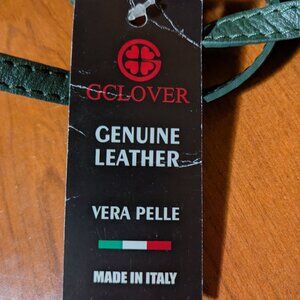 GCLOVER
GENUINE
LEATHER
VERA PELLE
MADE IN ITALY